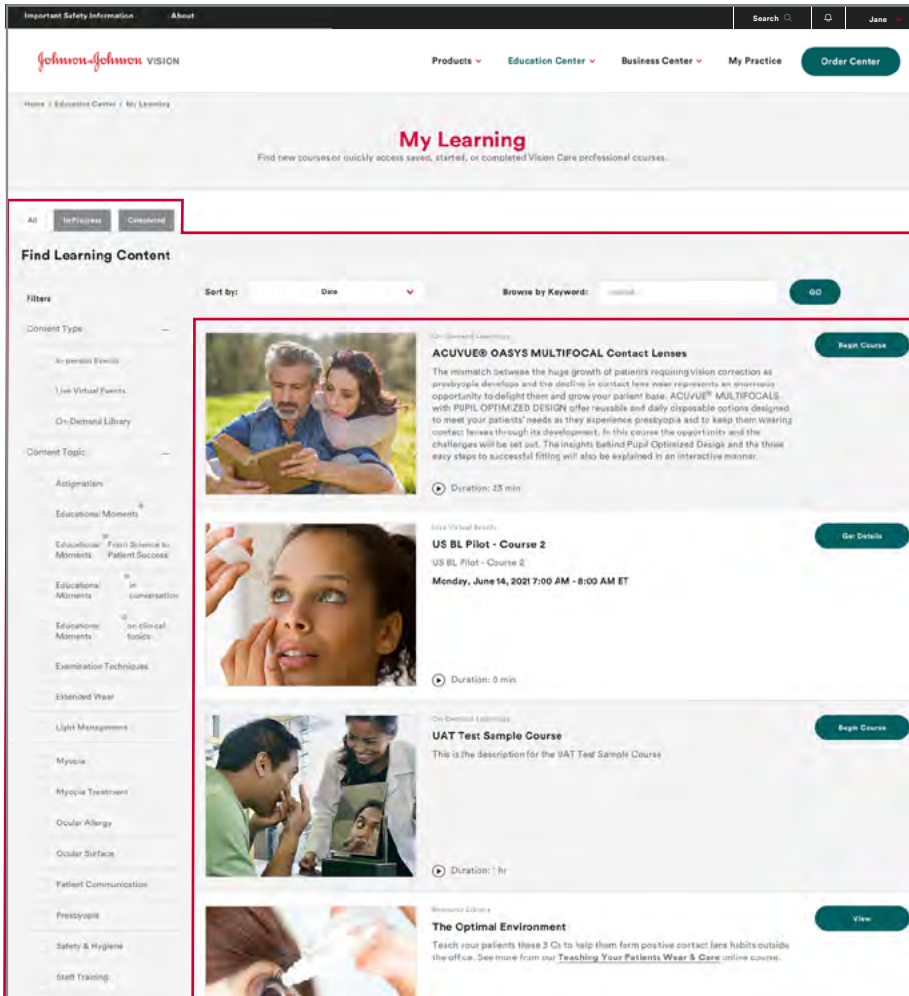 Important Safety Information About Search Jane
Johnson & Johnson VISION Products Education Center Business Center My Practice Order Center
Home / Education Center / My Learning
My Learning
Find new courses or quickly access saved, started, or completed Vision Care professional courses.
All In Progress Completed
Find Learning Content
Sort by: Date Browse by Keyword: GO
Filters
Content Type
In-person Events
Live Virtual Events
On-Demand Library
Content Topic
Astigmatism
Educational Moments®
Educational Moments® From Science to Patient Success
Educational Moments® in conversation
Educational Moments® on clinical topics
Examination Techniques
Extended Wear
Light Management
Myopia
Myopia Treatment
Ocular Allergy
Ocular Surface
Patient Communication
Presbyopia
Safety & Hygiene
Staff Training
On-Demand Learnings
ACUVUE® OASYS MULTIFOCAL Contact Lenses
Begin Course
The mismatch between the huge growth of patients requiring vision correction as
presbyopia develops and the decline in contact lens wear represents an enormous
opportunity to delight them and grow your patient base. ACUVUE® MULTIFOCALS
with PUPIL OPTIMIZED DESIGN offer reusable and daily disposable options designed
to meet your patients' needs as they experience presbyopia and to keep them wearing
contact lenses through its development. In this course the opportunity and the
challenges will be set out. The insights behind Pupil Optimized Design and the three
easy steps to successful fitting will also be explained in an interactive manner.
Duration: 23 min
Live Virtual Events
US BL Pilot - Course 2
Get Details
US BL Pilot - Course 2
Monday, June 14, 2021 7:00 AM - 8:00 AM ET
Duration: 0 min
On-Demand Learnings
UAT Test Sample Course
Begin Course
This is the description for the UAT Test Sample Course
Duration: 1 hr
Resource Library
The Optimal Environment
View
Teach your patients these 3 Cs to help them form positive contact lens habits outside
the office. See more from our Teaching Your Patients Wear & Care online course.